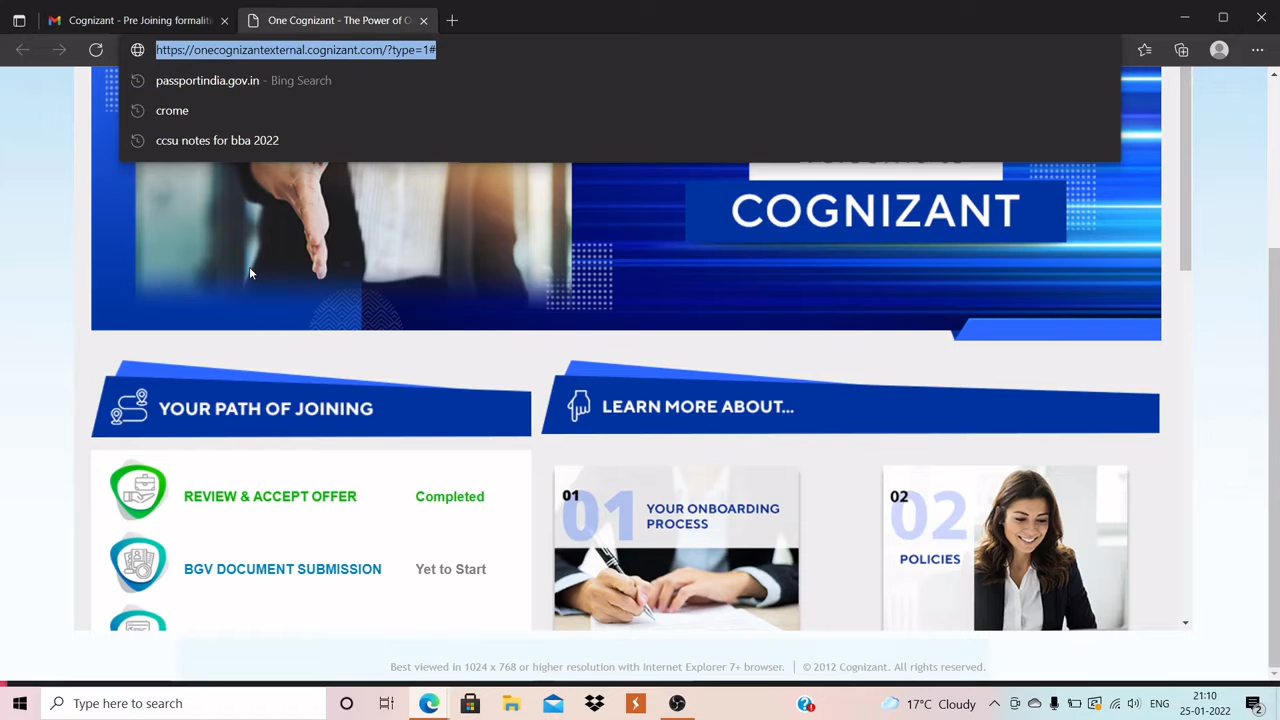 Cognizant - Pre Joining formalit
One Cognizant - The Power of O
https://onecognizantexternal.cognizant.com/?type=1#
passportindia.gov.in - Bing Search
crome
ccsu notes for bba 2022
COGNIZANT
YOUR PATH OF JOINING
LEARN MORE ABOUT...
REVIEW & ACCEPT OFFER Completed
BGV DOCUMENT SUBMISSION Yet to Start
01
01 YOUR ONBOARDING
PROCESS
02
02
POLICIES
Best viewed in 1024 x 768 or higher resolution with Internet Explorer 7+ browser. | © 2012 Cognizant. All rights reserved.
Type here to search
17°C Cloudy
ENG
21:10
25-01-2022
2